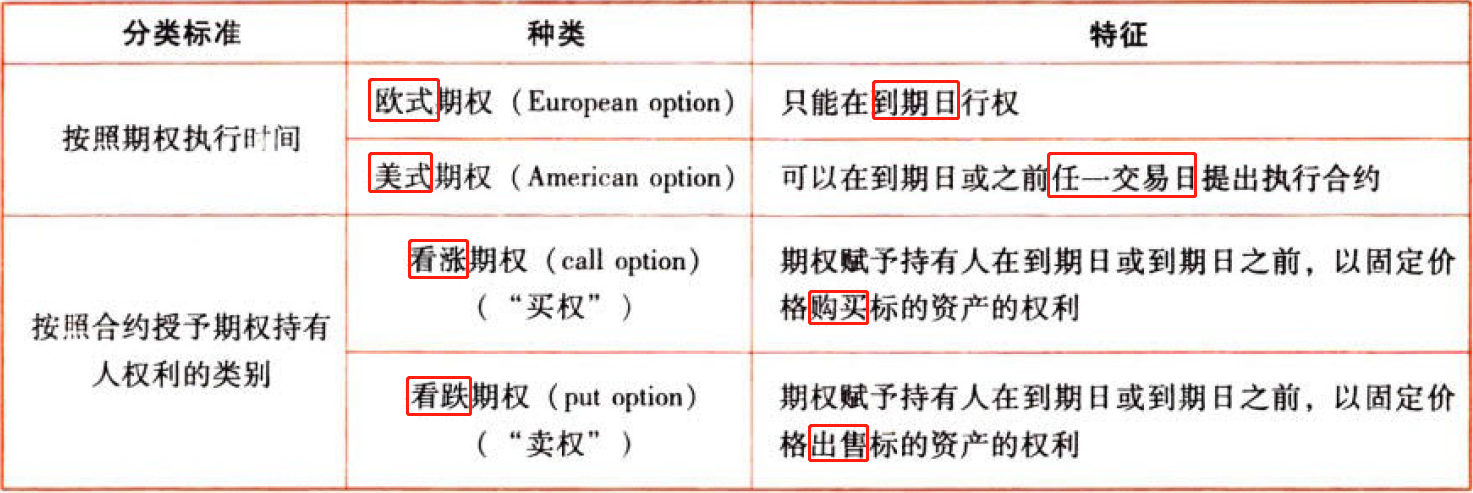 分类标准 种类 特征
按照期权执行时间
欧式期权（European option） 只能在到期日行权
美式期权（American option） 可以在到期日或之前任一交易日提出执行合约
按照合约授予期权持有
人权利的类别
看涨期权（call option）
（“买权”）
期权赋予持有人在到期日或到期日之前，以固定价
格购买标的资产的权利
看跌期权（put option）
（“卖权”）
期权赋予持有人在到期日或到期日之前，以固定价
格出售标的资产的权利